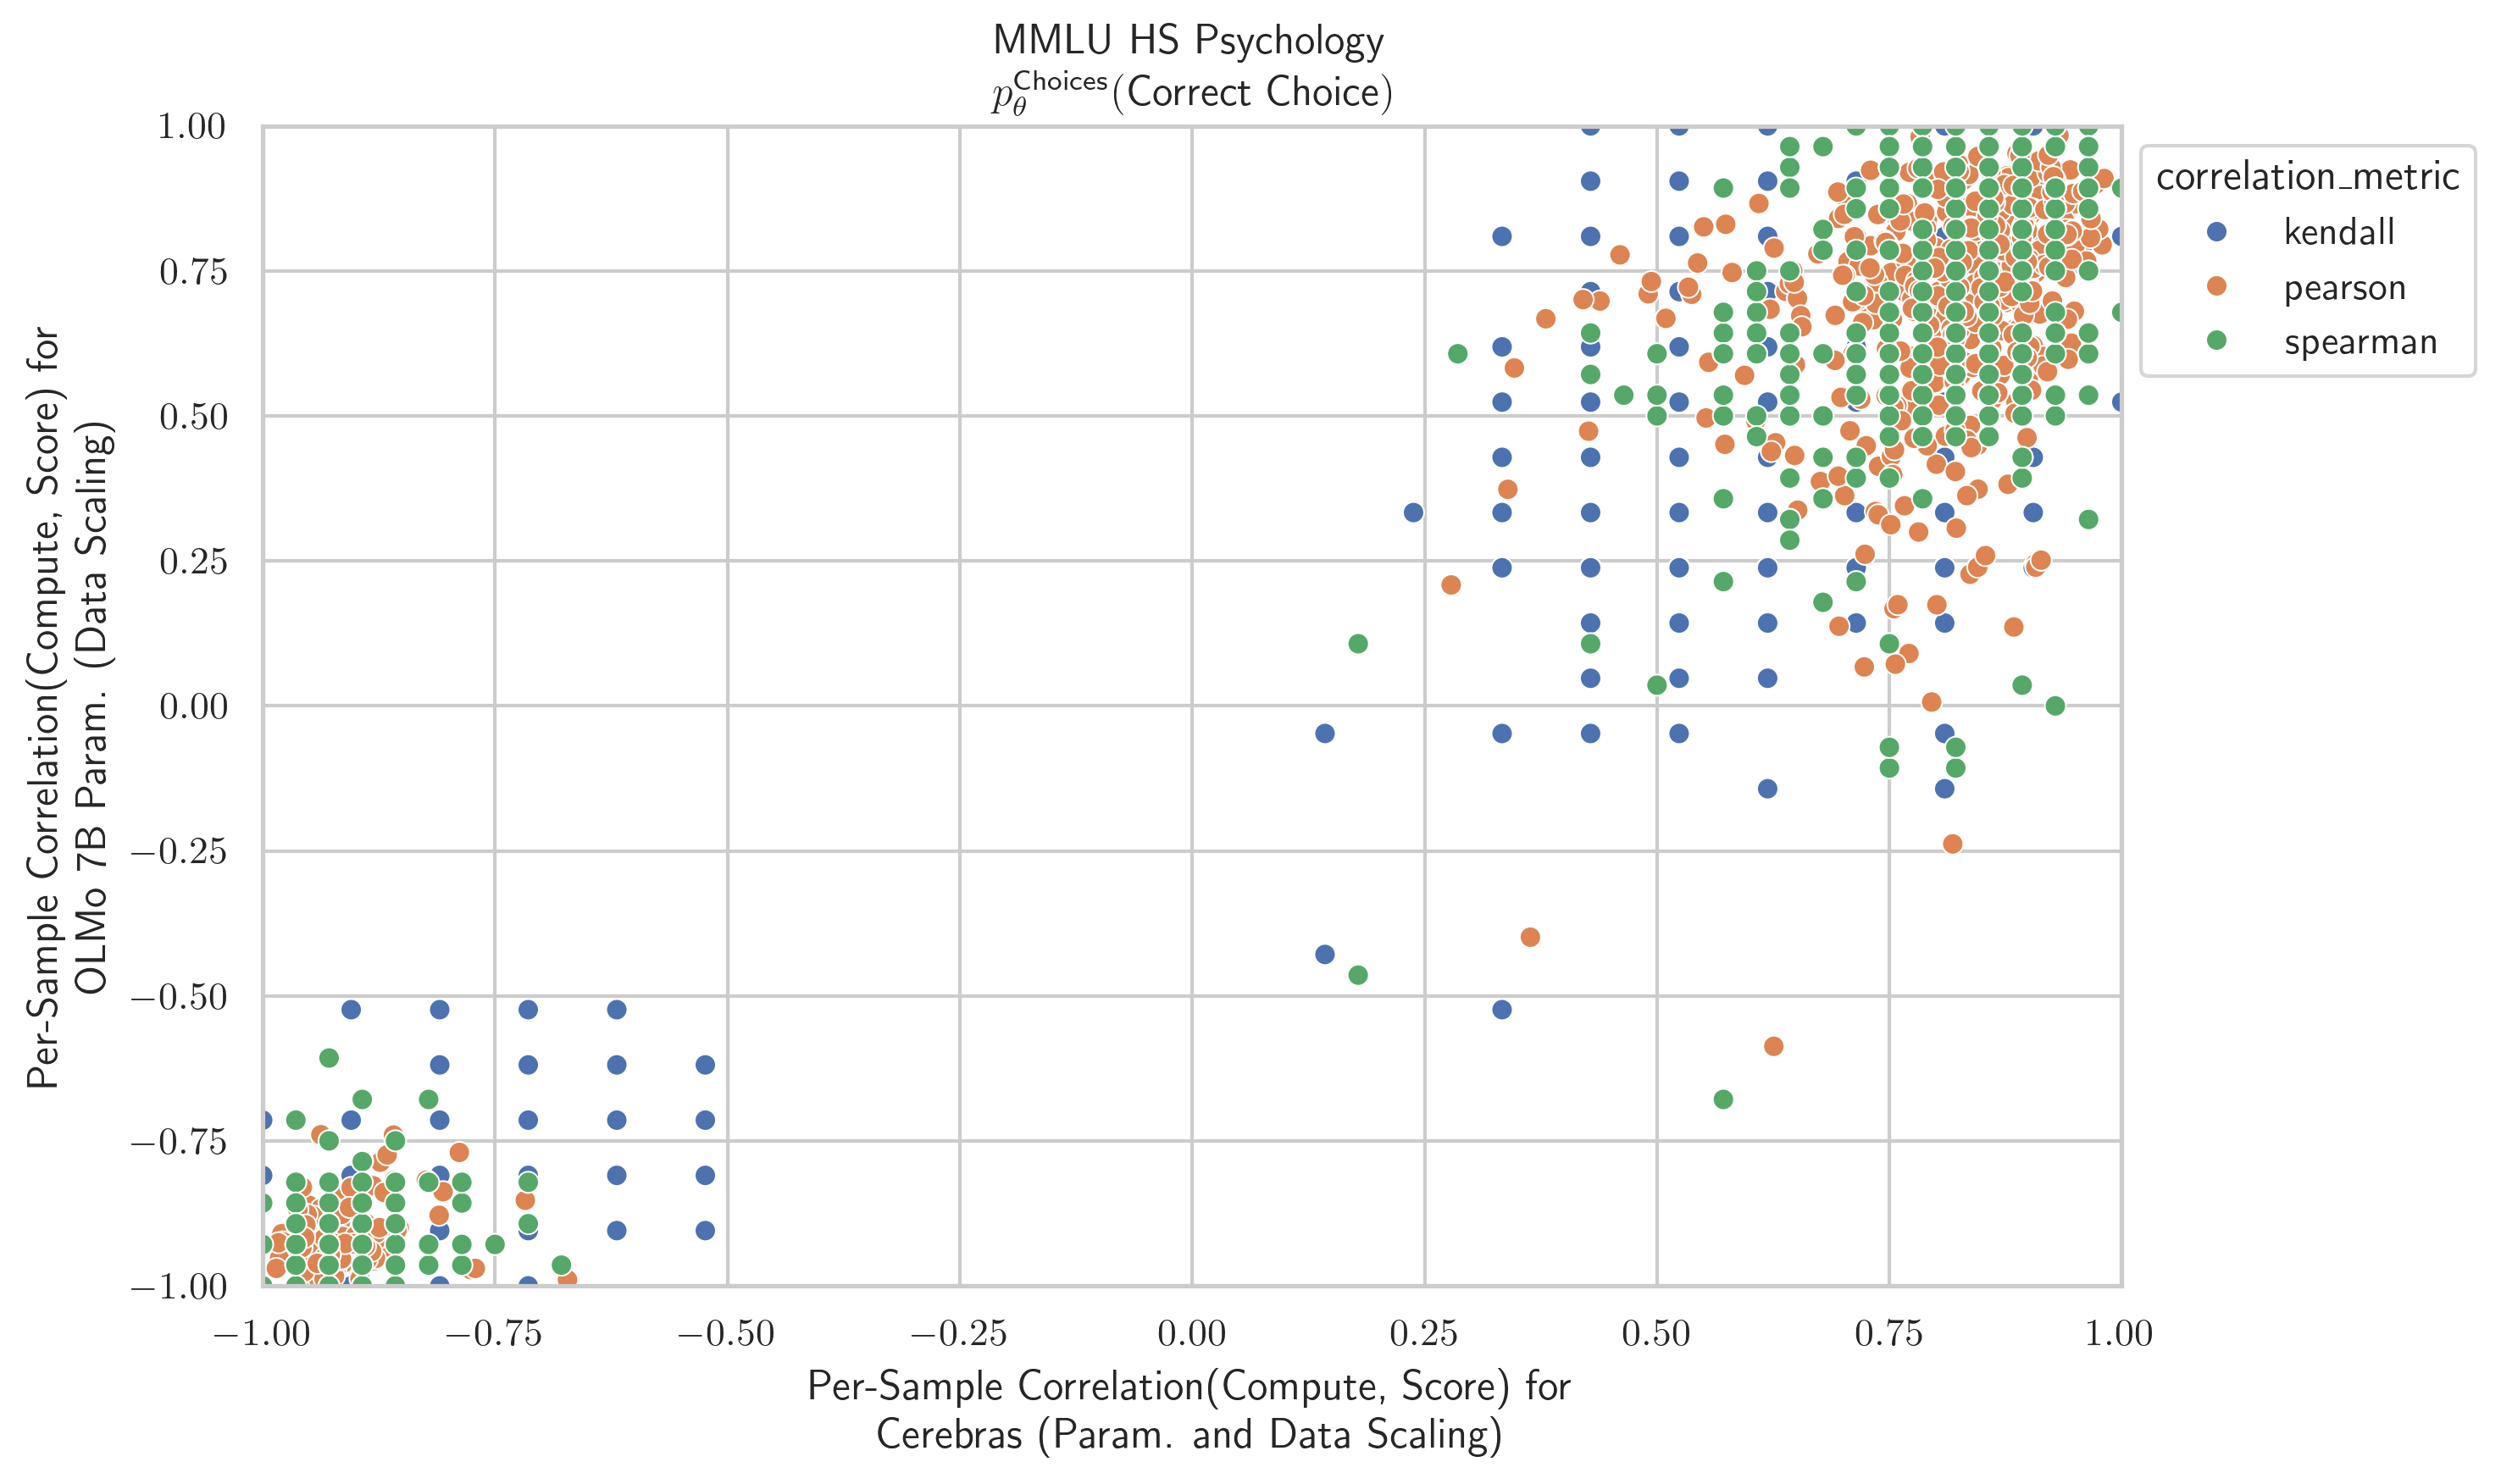 MMLU HS Psychology
p_θ^Choices(Correct Choice)
1.00
0.75
0.50
0.25
0.00
−0.25
−0.50
−0.75
−1.00
Per-Sample Correlation(Compute, Score) for
OLMo 7B Param. (Data Scaling)
−1.00 −0.75 −0.50 −0.25 0.00 0.25 0.50 0.75 1.00
Per-Sample Correlation(Compute, Score) for
Cerebras (Param. and Data Scaling)
correlation_metric
kendall
pearson
spearman